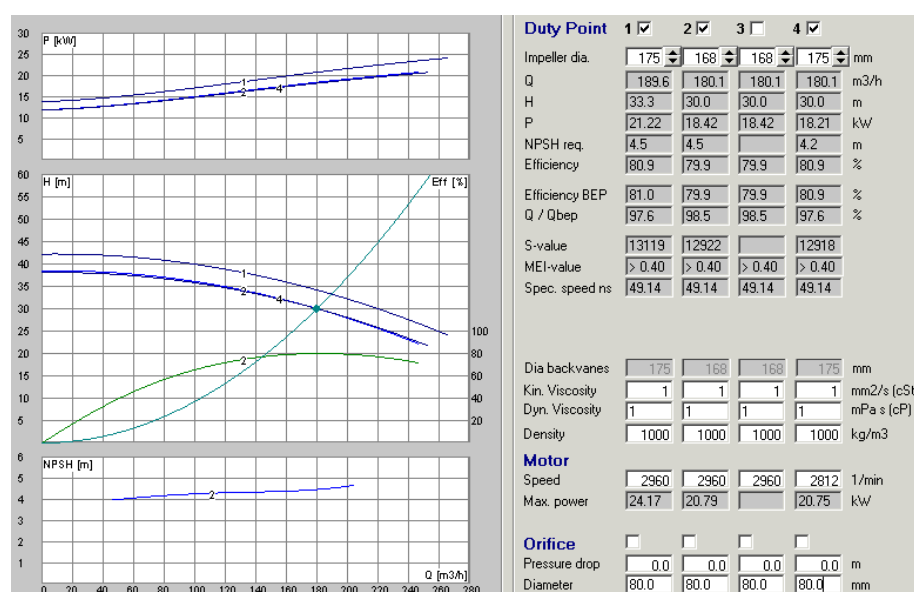 30
P [kW]
25
20
15
10
5
1
2
4
60
H [m]
Eff [%]
55
50
45
40
35
30
25
20
15
10
5
100
80
60
40
20
1
2
4
2
6
NPSH [m]
5
4
3
2
1
2
Q [m3/h]
0 20 40 60 80 100 120 140 160 180 200 220 240 260 280
Duty Point 1 2 3 4
Impeller dia. 175 168 168 175 mm
Q 189.6 180.1 180.1 180.1 m3/h
H 33.3 30.0 30.0 30.0 m
P 21.22 18.42 18.42 18.21 kW
NPSH req. 4.5 4.5 4.2 m
Efficiency 80.9 79.9 79.9 80.9 %
Efficiency BEP 81.0 79.9 79.9 80.9 %
Q / Qbep 97.6 98.5 98.5 97.6 %
S-value 13119 12922 12918
MEI-value > 0.40 > 0.40 > 0.40 > 0.40
Spec. speed ns 49.14 49.14 49.14 49.14
Dia backvanes 175 168 168 175 mm
Kin. Viscosity 1 1 1 1 mm2/s (cSt
Dyn. Viscosity 1 1 1 1 mPa s (cP)
Density 1000 1000 1000 1000 kg/m3
Motor
Speed 2960 2960 2960 2812 1/min
Max. power 24.17 20.79 20.75 kW
Orifice
Pressure drop 0.0 0.0 0.0 0.0 m
Diameter 80.0 80.0 80.0 80.0 mm